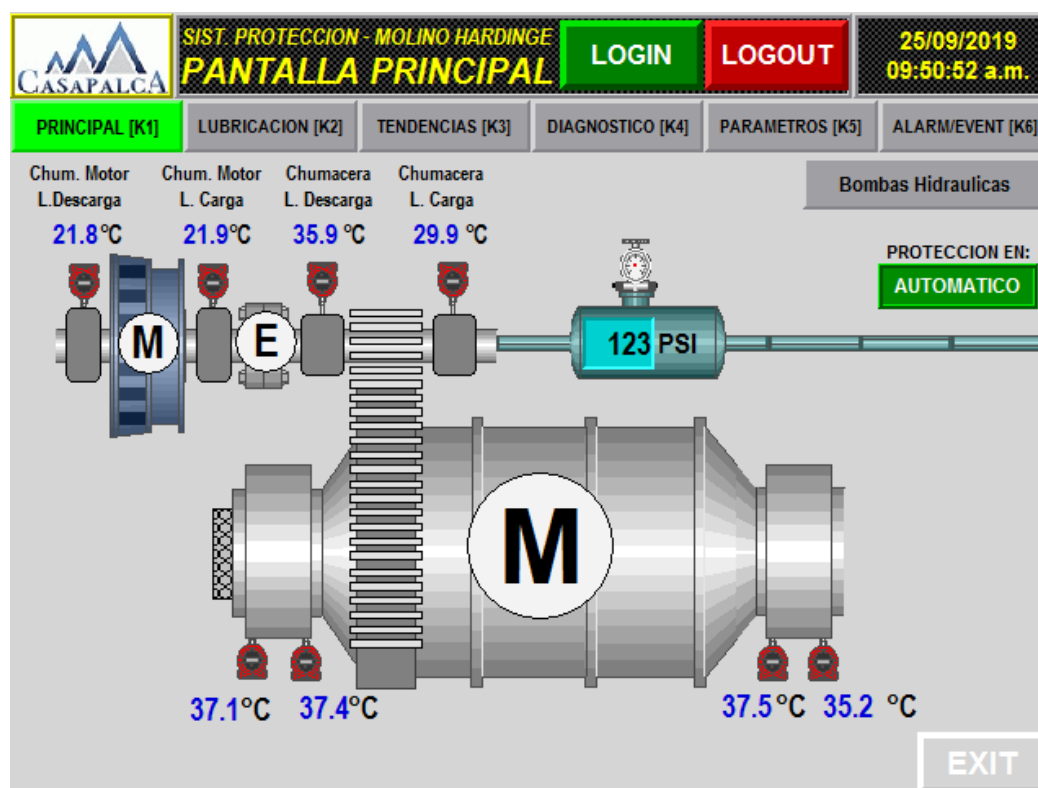 CASAPALCA
SIST. PROTECCION - MOLINO HARDINGE
PANTALLA PRINCIPAL
LOGIN
LOGOUT
25/09/2019
09:50:52 a.m.
PRINCIPAL [K1]
LUBRICACION [K2]
TENDENCIAS [K3]
DIAGNOSTICO [K4]
PARAMETROS [K5]
ALARM/EVENT [K6]
Chum. Motor
L.Descarga
21.8°C
Chum. Motor
L. Carga
21.9°C
Chumacera
L. Descarga
35.9 °C
Chumacera
L. Carga
29.9 °C
Bombas Hidraulicas
PROTECCION EN:
AUTOMATICO
M
E
123 PSI
M
37.1°C
37.4°C
37.5°C
35.2 °C
EXIT